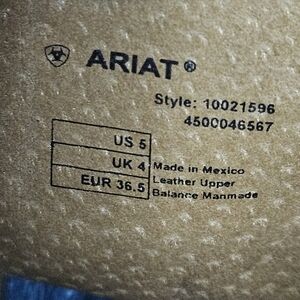 ARIAT ®
Style: 10021596
4500046567
US 5
UK 4
EUR 36.5
Made in Mexico
Leather Upper
Balance Manmade